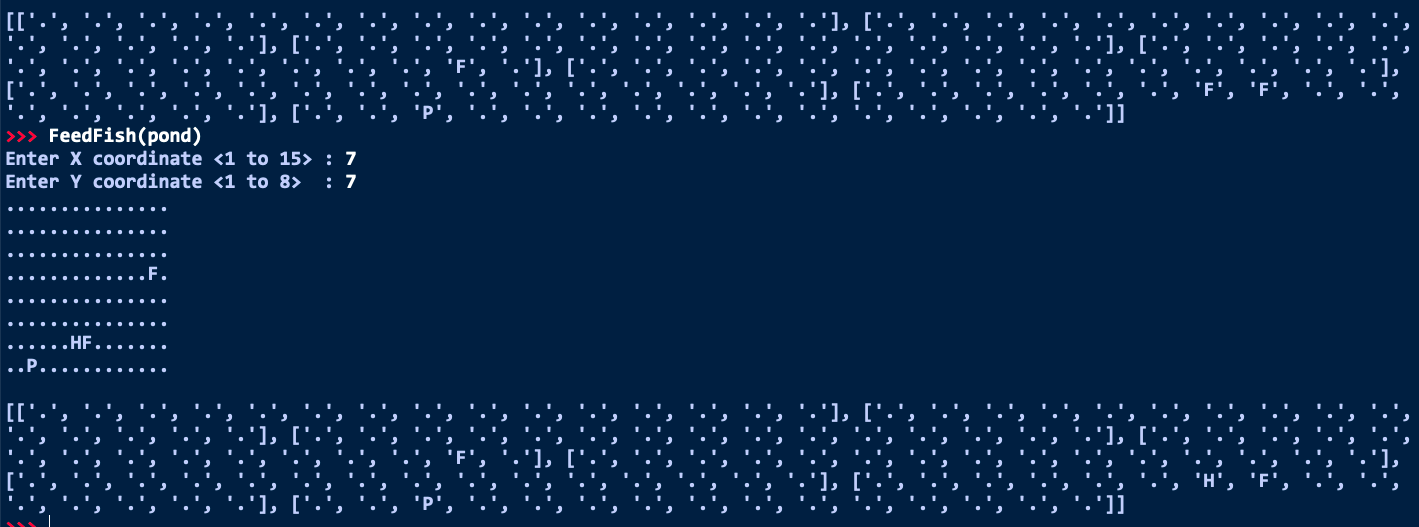 [['.', '.', '.', '.', '.', '.', '.', '.', '.', '.', '.', '.', '.', '.', '.'], ['.', '.', '.', '.', '.', '.', '.', '.', '.', '.',
'.', '.', '.', '.', '.'], ['.', '.', '.', '.', '.', '.', '.', '.', '.', '.', '.', '.', '.', '.', '.'], ['.', '.', '.', '.', '.',
'.', '.', '.', '.', '.', '.', '.', '.', 'F', '.'], ['.', '.', '.', '.', '.', '.', '.', '.', '.', '.', '.', '.', '.', '.', '.'],
['.', '.', '.', '.', '.', '.', '.', '.', '.', '.', '.', '.', '.', '.', '.'], ['.', '.', '.', '.', '.', '.', 'F', 'F', '.', '.',
'.', '.', '.', '.', '.'], ['.', '.', 'P', '.', '.', '.', '.', '.', '.', '.', '.', '.', '.', '.', '.']]
>>> FeedFish(pond)
Enter X coordinate <1 to 15> : 7
Enter Y coordinate <1 to 8>  : 7
...............
...............
...............
.............F.
...............
...............
......HF.......
..P............
[['.', '.', '.', '.', '.', '.', '.', '.', '.', '.', '.', '.', '.', '.', '.'], ['.', '.', '.', '.', '.', '.', '.', '.', '.', '.',
'.', '.', '.', '.', '.'], ['.', '.', '.', '.', '.', '.', '.', '.', '.', '.', '.', '.', '.', '.', '.'], ['.', '.', '.', '.', '.',
'.', '.', '.', '.', '.', '.', '.', '.', 'F', '.'], ['.', '.', '.', '.', '.', '.', '.', '.', '.', '.', '.', '.', '.', '.', '.'],
['.', '.', '.', '.', '.', '.', '.', '.', '.', '.', '.', '.', '.', '.', '.'], ['.', '.', '.', '.', '.', '.', 'H', 'F', '.', '.',
'.', '.', '.', '.', '.'], ['.', '.', 'P', '.', '.', '.', '.', '.', '.', '.', '.', '.', '.', '.', '.']]
>>>